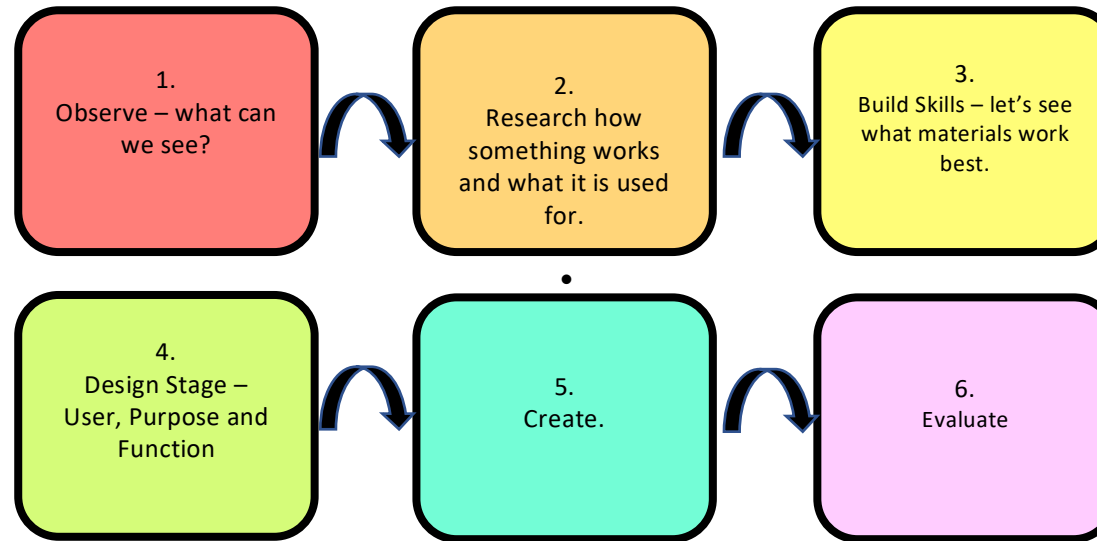 1.
Observe – what can
we see?
2.
Research how
something works
and what it is used
for.
3.
Build Skills – let’s see
what materials work
best.
4.
Design Stage –
User, Purpose and
Function
5.
Create.
6.
Evaluate